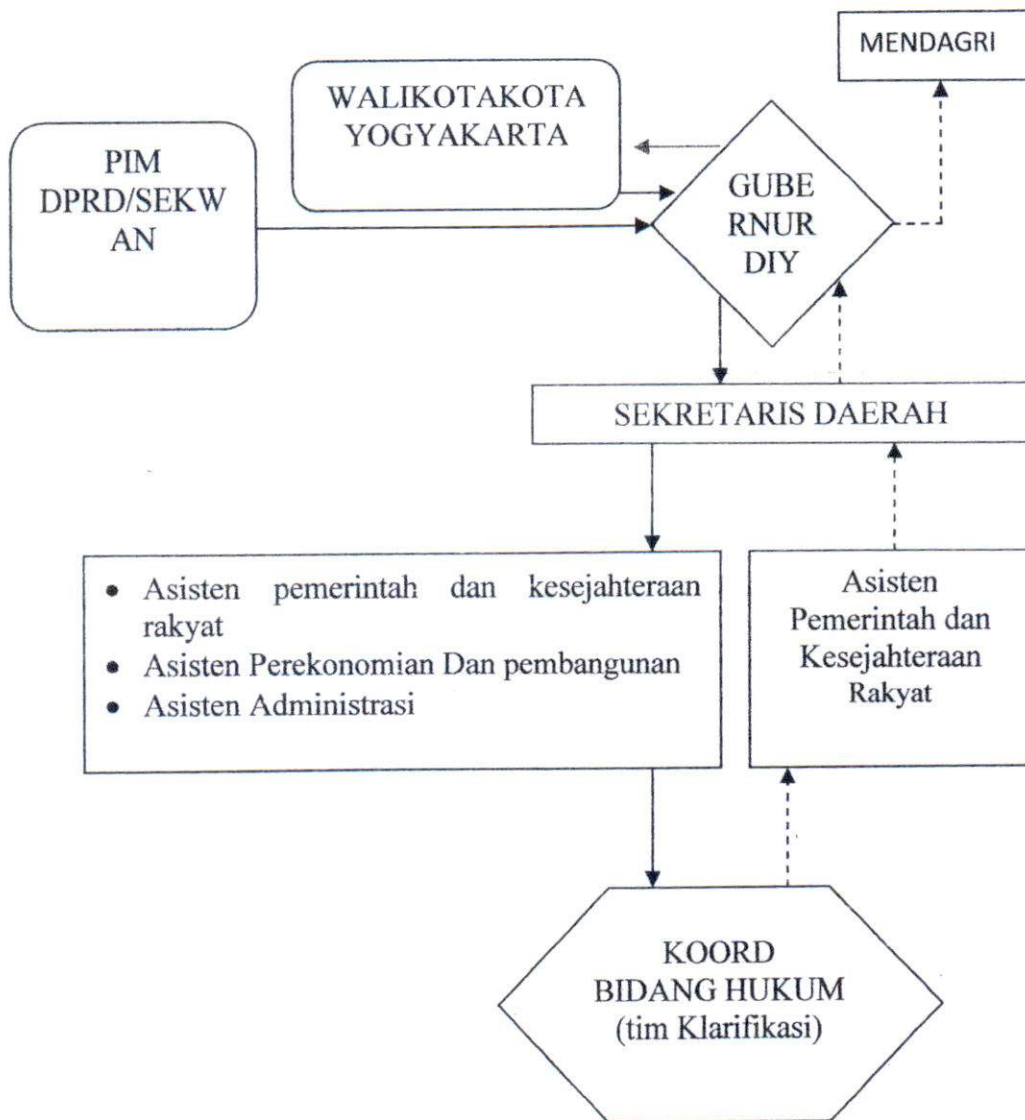 MENDAGRI
WALIKOTAKOTA
YOGYAKARTA
PIM
DPRD/SEKW
AN
GUBE
RNUR
DIY
SEKRETARIS DAERAH
• Asisten pemerintah dan kesejahteraan
rakyat
• Asisten Perekonomian Dan pembangunan
• Asisten Administrasi
Asisten
Pemerintah dan
Kesejahteraan
Rakyat
KOORD
BIDANG HUKUM
(tim Klarifikasi)